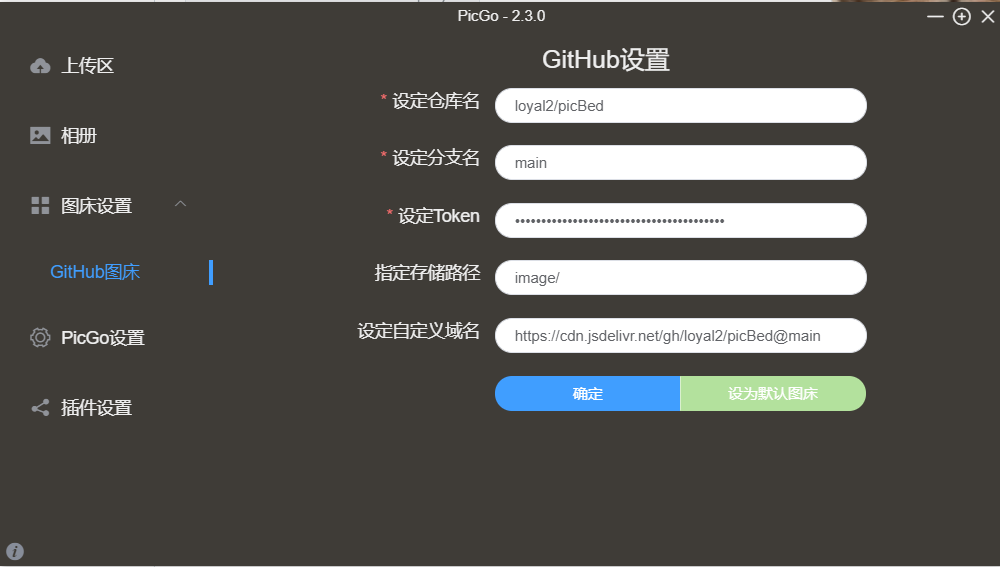 PicGo - 2.3.0
上传区
相册
图床设置
GitHub图床
PicGo设置
插件设置
GitHub设置
* 设定仓库名
loyal2/picBed
* 设定分支名
main
* 设定Token
••••••••••••••••••••••••••••••••••••••••
指定存储路径
image/
设定自定义域名
https://cdn.jsdelivr.net/gh/loyal2/picBed@main
确定
设为默认图床